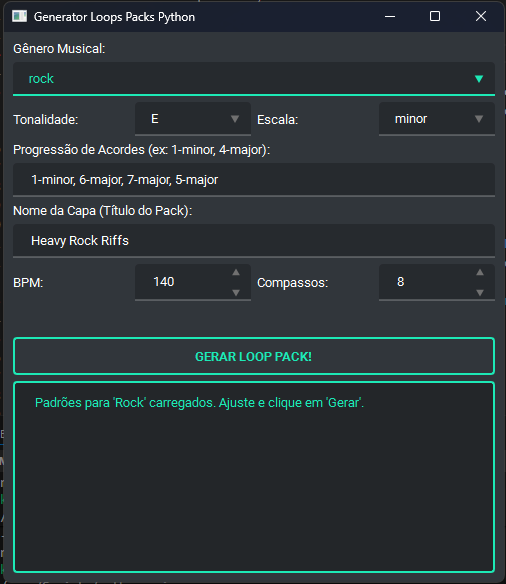 Generator Loops Packs Python
Gênero Musical:
rock
Tonalidade: E Escala: minor
Progressão de Acordes (ex: 1-minor, 4-major):
1-minor, 6-major, 7-major, 5-major
Nome da Capa (Título do Pack):
Heavy Rock Riffs
BPM: 140 Compassos: 8
GERAR LOOP PACK!
Padrões para 'Rock' carregados. Ajuste e clique em 'Gerar'.